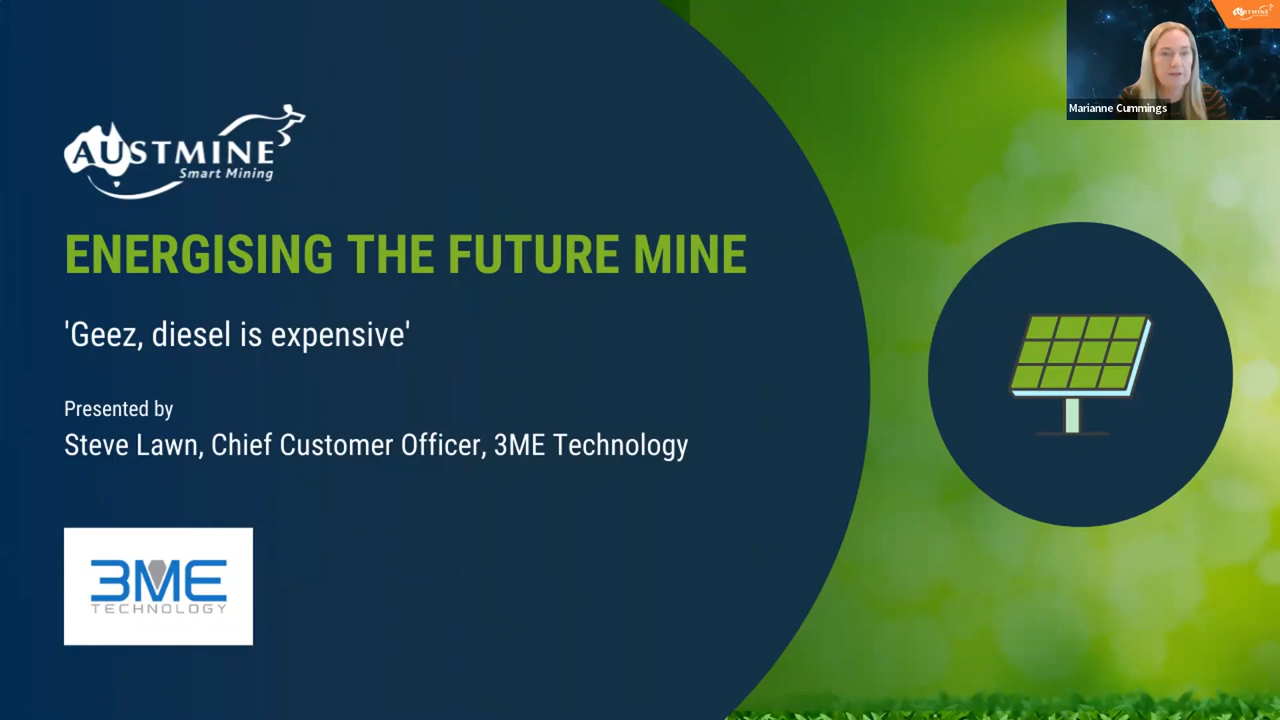 AUSTMINE
Smart Mining
ENERGISING THE FUTURE MINE
'Geez, diesel is expensive'
Presented by
Steve Lawn, Chief Customer Officer, 3ME Technology
3ME
TECHNOLOGY
AUSTMINE
Marianne Cummings